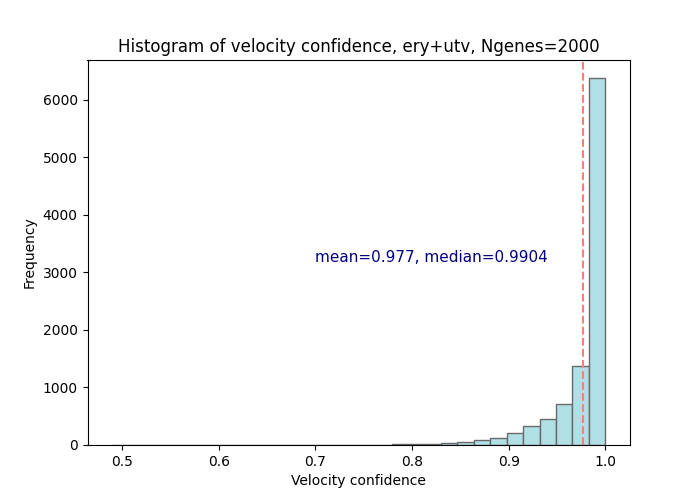 Histogram of velocity confidence, ery+utv, Ngenes=2000
6000
5000
4000
3000
2000
1000
0
Frequency
mean=0.977, median=0.9904
0.5 0.6 0.7 0.8 0.9 1.0
Velocity confidence